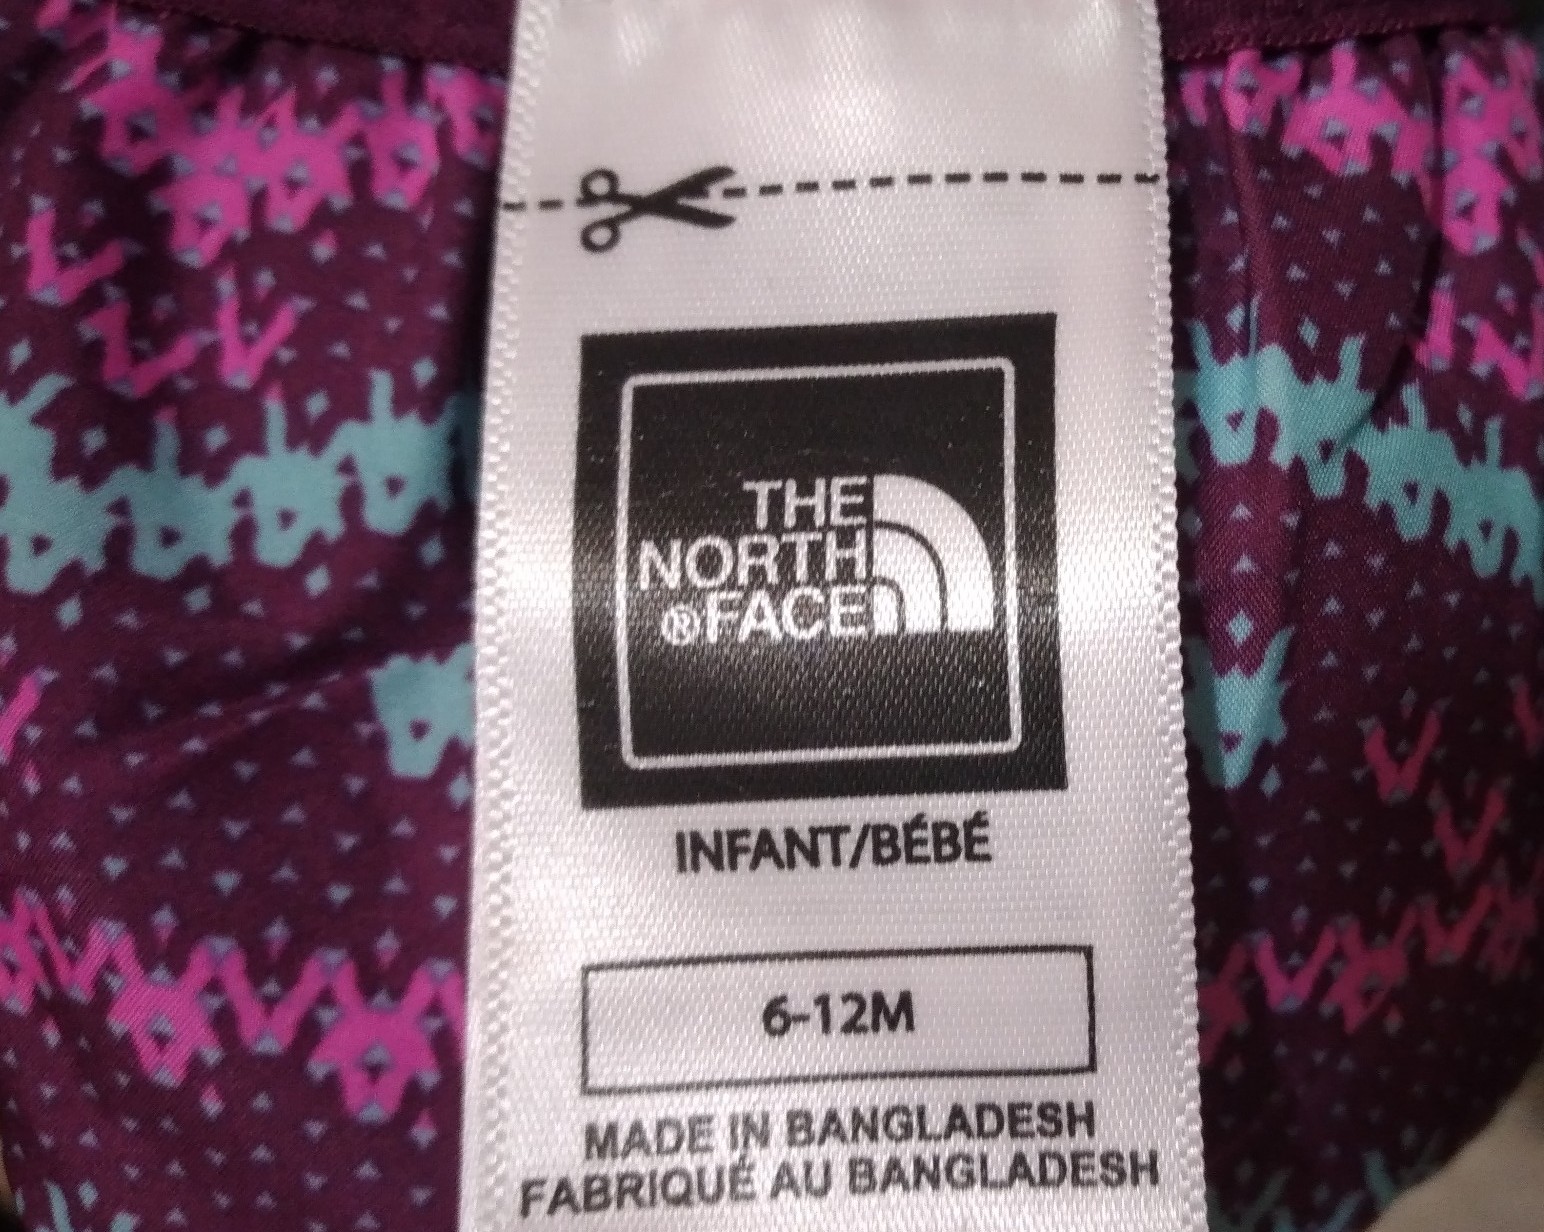 THE
NORTH
®FACE
INFANT/BÉBÉ
6-12M
MADE IN BANGLADESH
FABRIQUÉ AU BANGLADESH